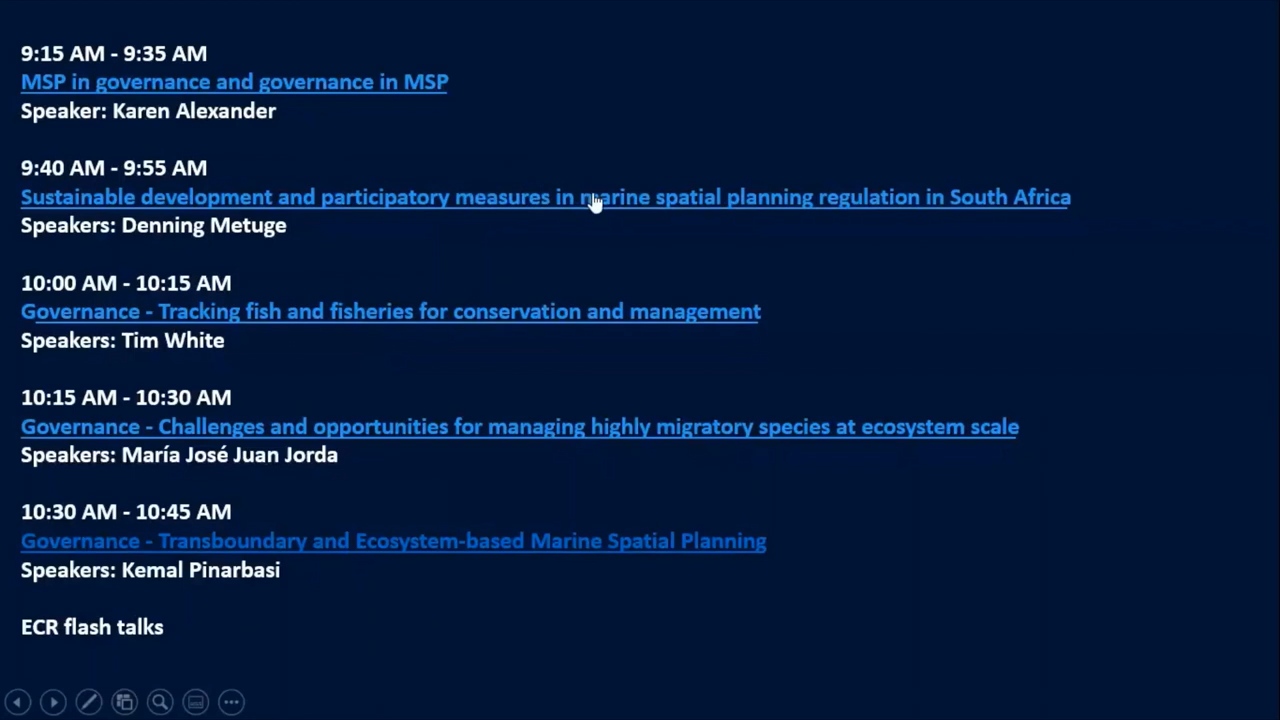 9:15 AM - 9:35 AM
MSP in governance and governance in MSP
Speaker: Karen Alexander
9:40 AM - 9:55 AM
Sustainable development and participatory measures in marine spatial planning regulation in South Africa
Speakers: Denning Metuge
10:00 AM - 10:15 AM
Governance - Tracking fish and fisheries for conservation and management
Speakers: Tim White
10:15 AM - 10:30 AM
Governance - Challenges and opportunities for managing highly migratory species at ecosystem scale
Speakers: María José Juan Jorda
10:30 AM - 10:45 AM
Governance - Transboundary and Ecosystem-based Marine Spatial Planning
Speakers: Kemal Pinarbasi
ECR flash talks